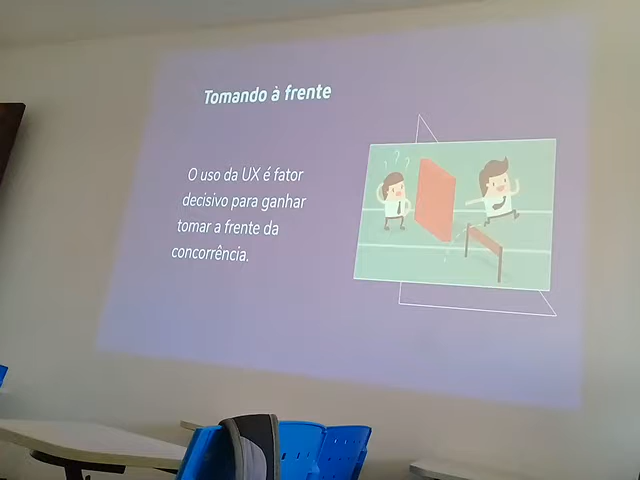 Tomando à frente
O uso da UX é fator
decisivo para ganhar
tomar a frente da
concorrência.